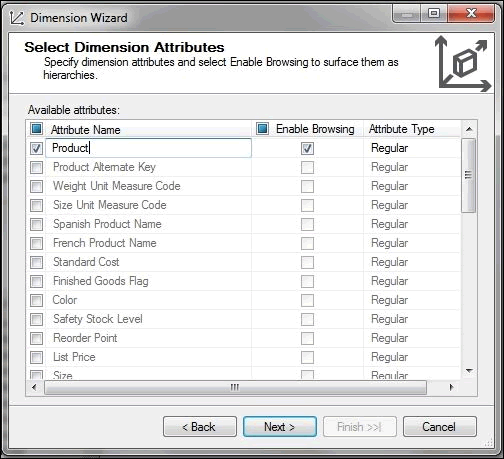 Dimension Wizard
Select Dimension Attributes
Specify dimension attributes and select Enable Browsing to surface them as
hierarchies.
Available attributes:
Attribute Name Enable Browsing Attribute Type
Product Regular
Product Alternate Key Regular
Weight Unit Measure Code Regular
Size Unit Measure Code Regular
Spanish Product Name Regular
French Product Name Regular
Standard Cost Regular
Finished Goods Flag Regular
Color Regular
Safety Stock Level Regular
Reorder Point Regular
List Price Regular
Size Regular
< Back Next > Finish >>| Cancel